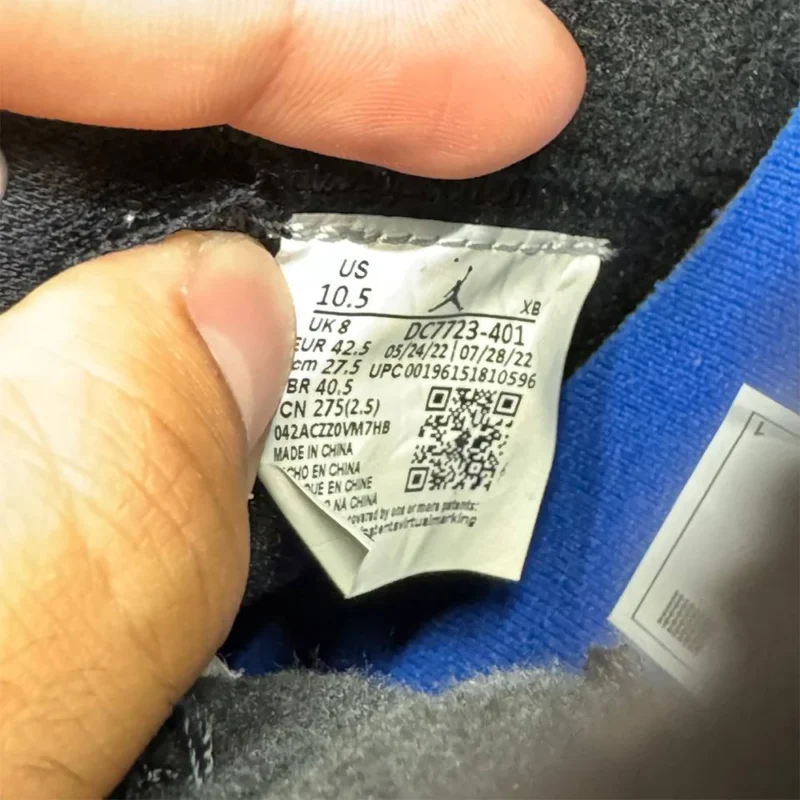 US
10.5
XB
UK 8
DC7723-401
EUR 42.5
05/24/22 | 07/28/22
cm 27.5
UPC 00196151810596
BR 40.5
CN 275(2.5)
042ACZZ0VM7HB
MADE IN CHINA
CHO EN CHINA
QUE EN CHINE
O NA CHINA
covered by one or more patents:
patentsvirtualmarking